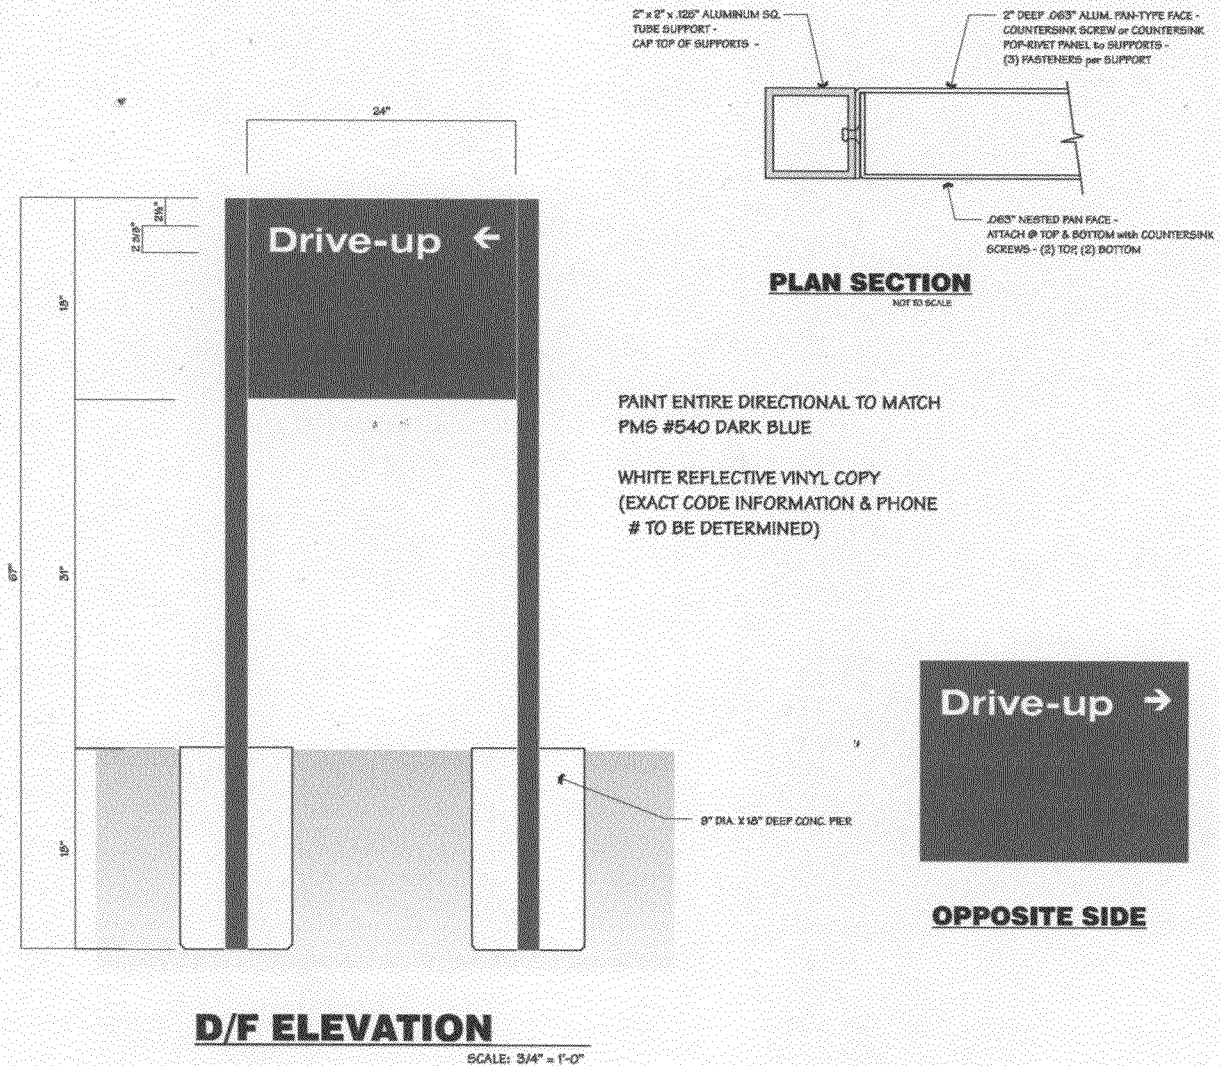 2" x 2" x .125" ALUMINUM SQ.
TUBE SUPPORT -
CAP TOP OF SUPPORTS -
2" DEEP .063" ALUM. PAN-TYPE FACE -
COUNTERSINK SCREW or COUNTERSINK
POP-RIVET PANEL to SUPPORTS -
(3) FASTENERS per SUPPORT
.063" NESTED PAN FACE -
ATTACH @ TOP & BOTTOM with COUNTERSINK
SCREWS - (2) TOP, (2) BOTTOM
PLAN SECTION
NOT TO SCALE
24"
2½"
2 3/8"
18"
31"
67"
18"
Drive-up ←
PAINT ENTIRE DIRECTIONAL TO MATCH
PMS #540 DARK BLUE
WHITE REFLECTIVE VINYL COPY
(EXACT CODE INFORMATION & PHONE
# TO BE DETERMINED)
9" DIA. X 18" DEEP CONC. PIER
Drive-up →
OPPOSITE SIDE
D/F ELEVATION
SCALE: 3/4" = 1'-0"